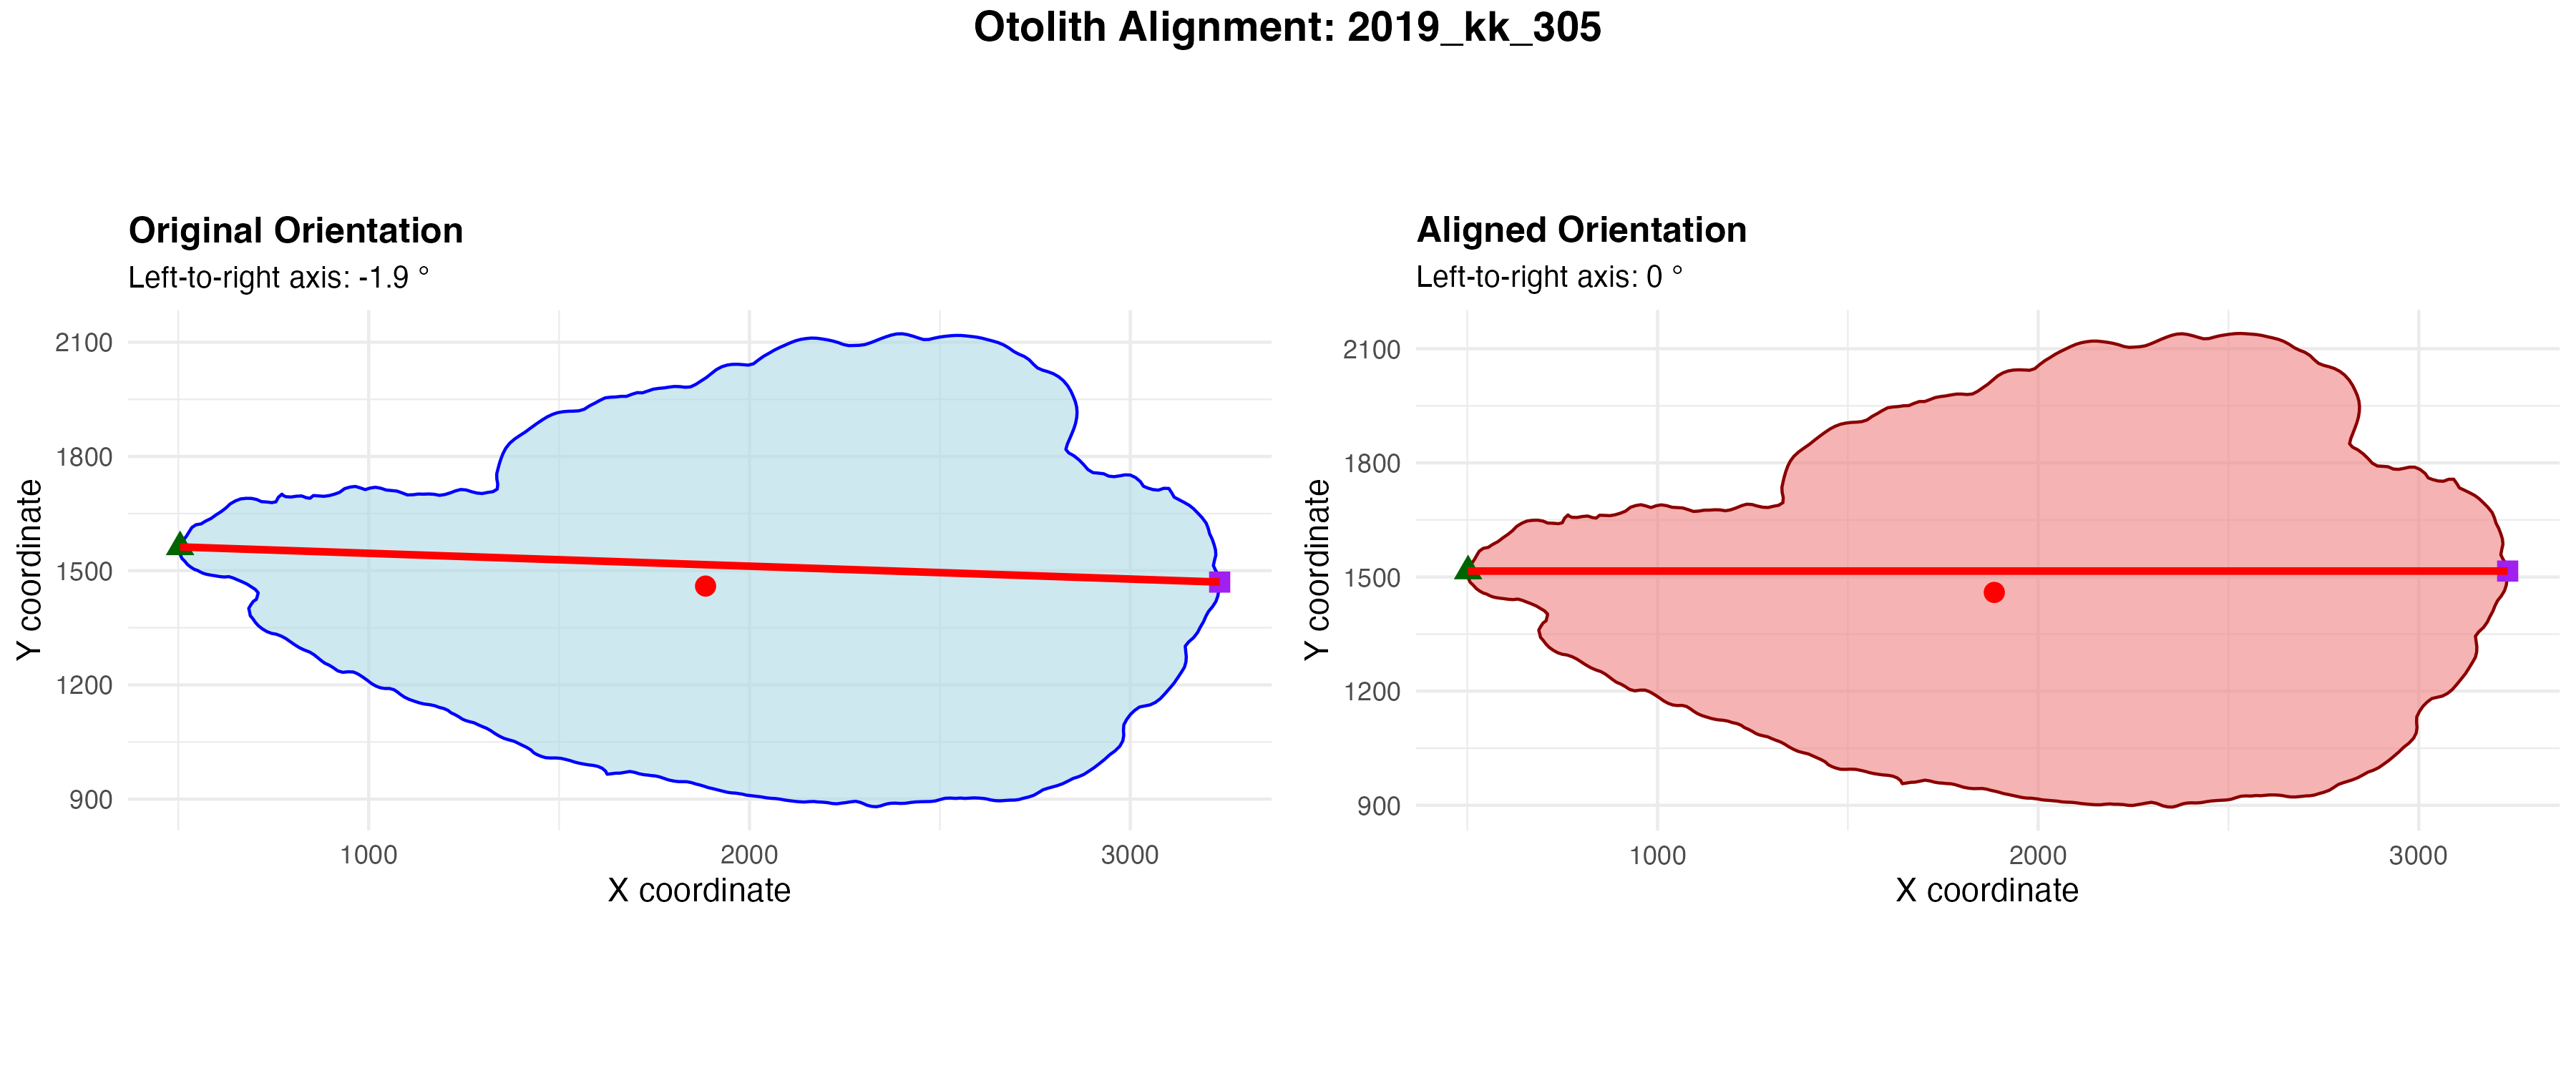 Otolith Alignment: 2019_kk_305
Original Orientation
Left-to-right axis: -1.9 °
2100
1800
1500
1200
900
Y coordinate
1000 2000 3000
X coordinate
Aligned Orientation
Left-to-right axis: 0 °
2100
1800
1500
1200
900
Y coordinate
1000 2000 3000
X coordinate